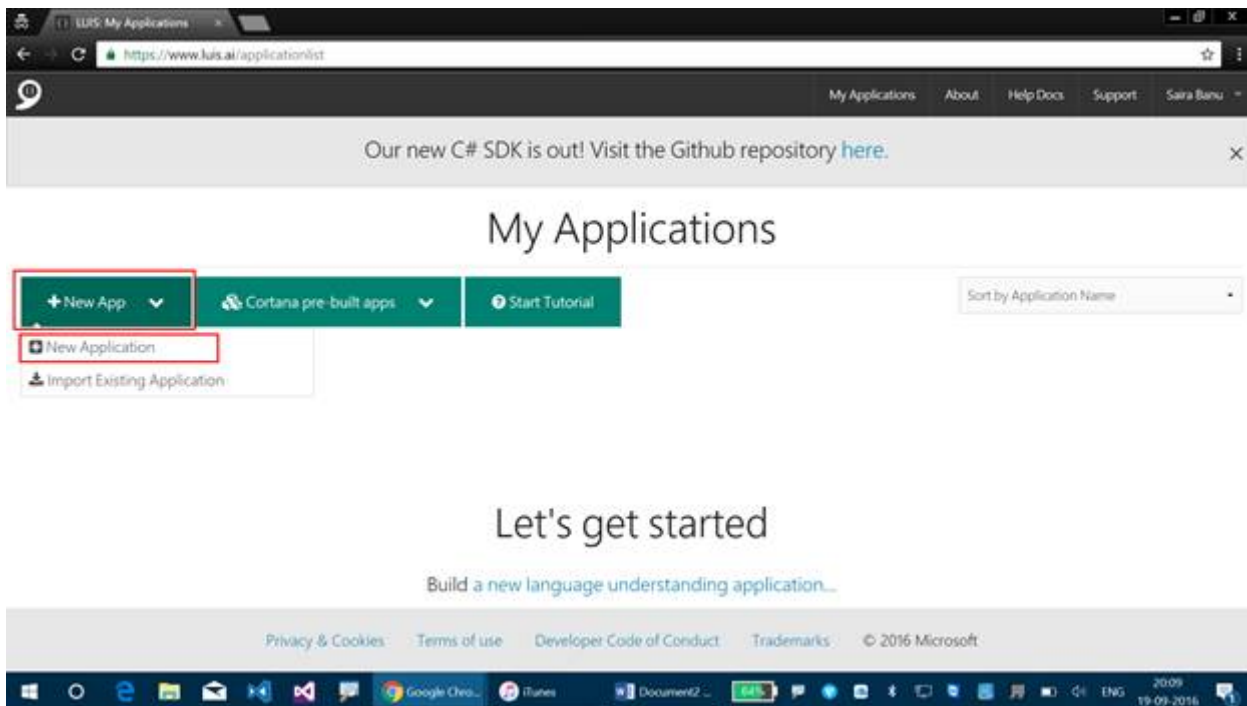 LUIS: My Applications
https://www.luis.ai/applicationlist
My Applications About Help Docs Support Saira Banu
Our new C# SDK is out! Visit the Github repository here.
My Applications
New App Cortana pre-built apps Start Tutorial Sort by Application Name
New Application
Import Existing Application
Let's get started
Build a new language understanding application...
Privacy & Cookies Terms of use Developer Code of Conduct Trademarks © 2016 Microsoft
Google Chro... iTunes Document2 - 64% ENG 20:09
19-09-2016